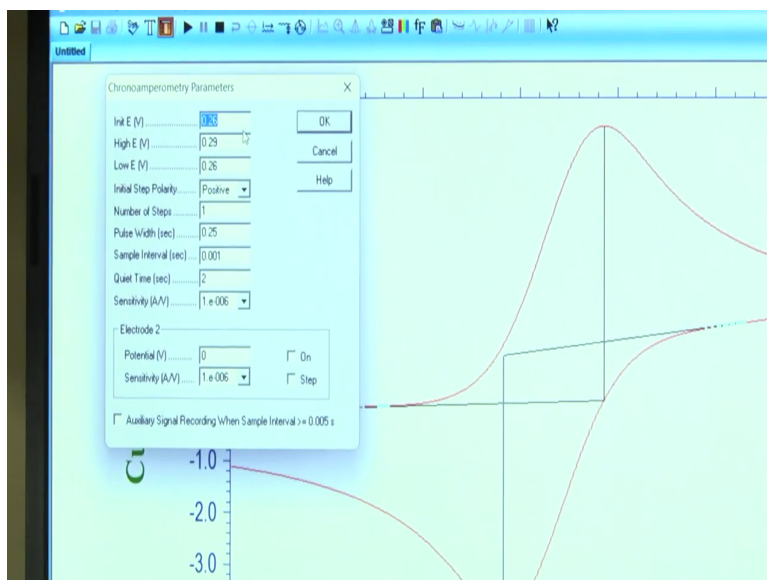 Untitled
Chronoamperometry Parameters
Init E (V) 0.26
High E (V) 0.29
Low E (V) 0.26
Initial Step Polarity Positive
Number of Steps 1
Pulse Width (sec) 0.25
Sample Interval (sec) 0.001
Quiet Time (sec) 2
Sensitivity (A/V) 1.e-006
OK
Cancel
Help
Electrode 2
Potential (V) 0
On
Sensitivity (A/V) 1.e-006
Step
Auxiliary Signal Recording When Sample Interval >= 0.005 s
Cu
-1.0
-2.0
-3.0